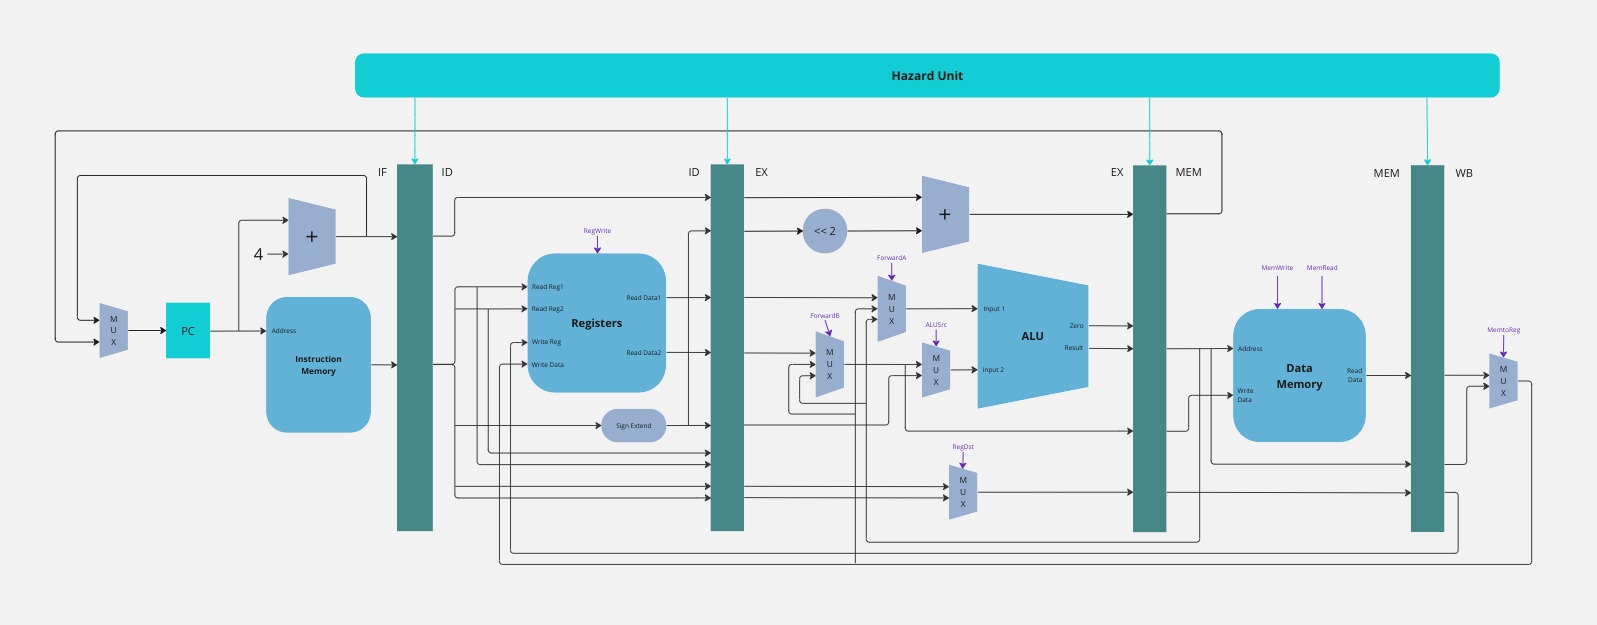 Hazard Unit
IF
ID
ID
EX
EX
MEM
MEM
WB
+
4
M
U
X
PC
Address
Instruction
Memory
RegWrite
Read Reg1
Read Reg2
Write Reg
Write Data
Registers
Read Data1
Read Data2
Sign Extend
<< 2
+
ForwardA
M
U
X
ForwardB
M
U
X
ALUSrc
M
U
X
Input 1
Input 2
ALU
Zero
Result
RegDst
M
U
X
MemWrite
MemRead
Address
Write
Data
Data
Memory
Read
Data
MemtoReg
M
U
X